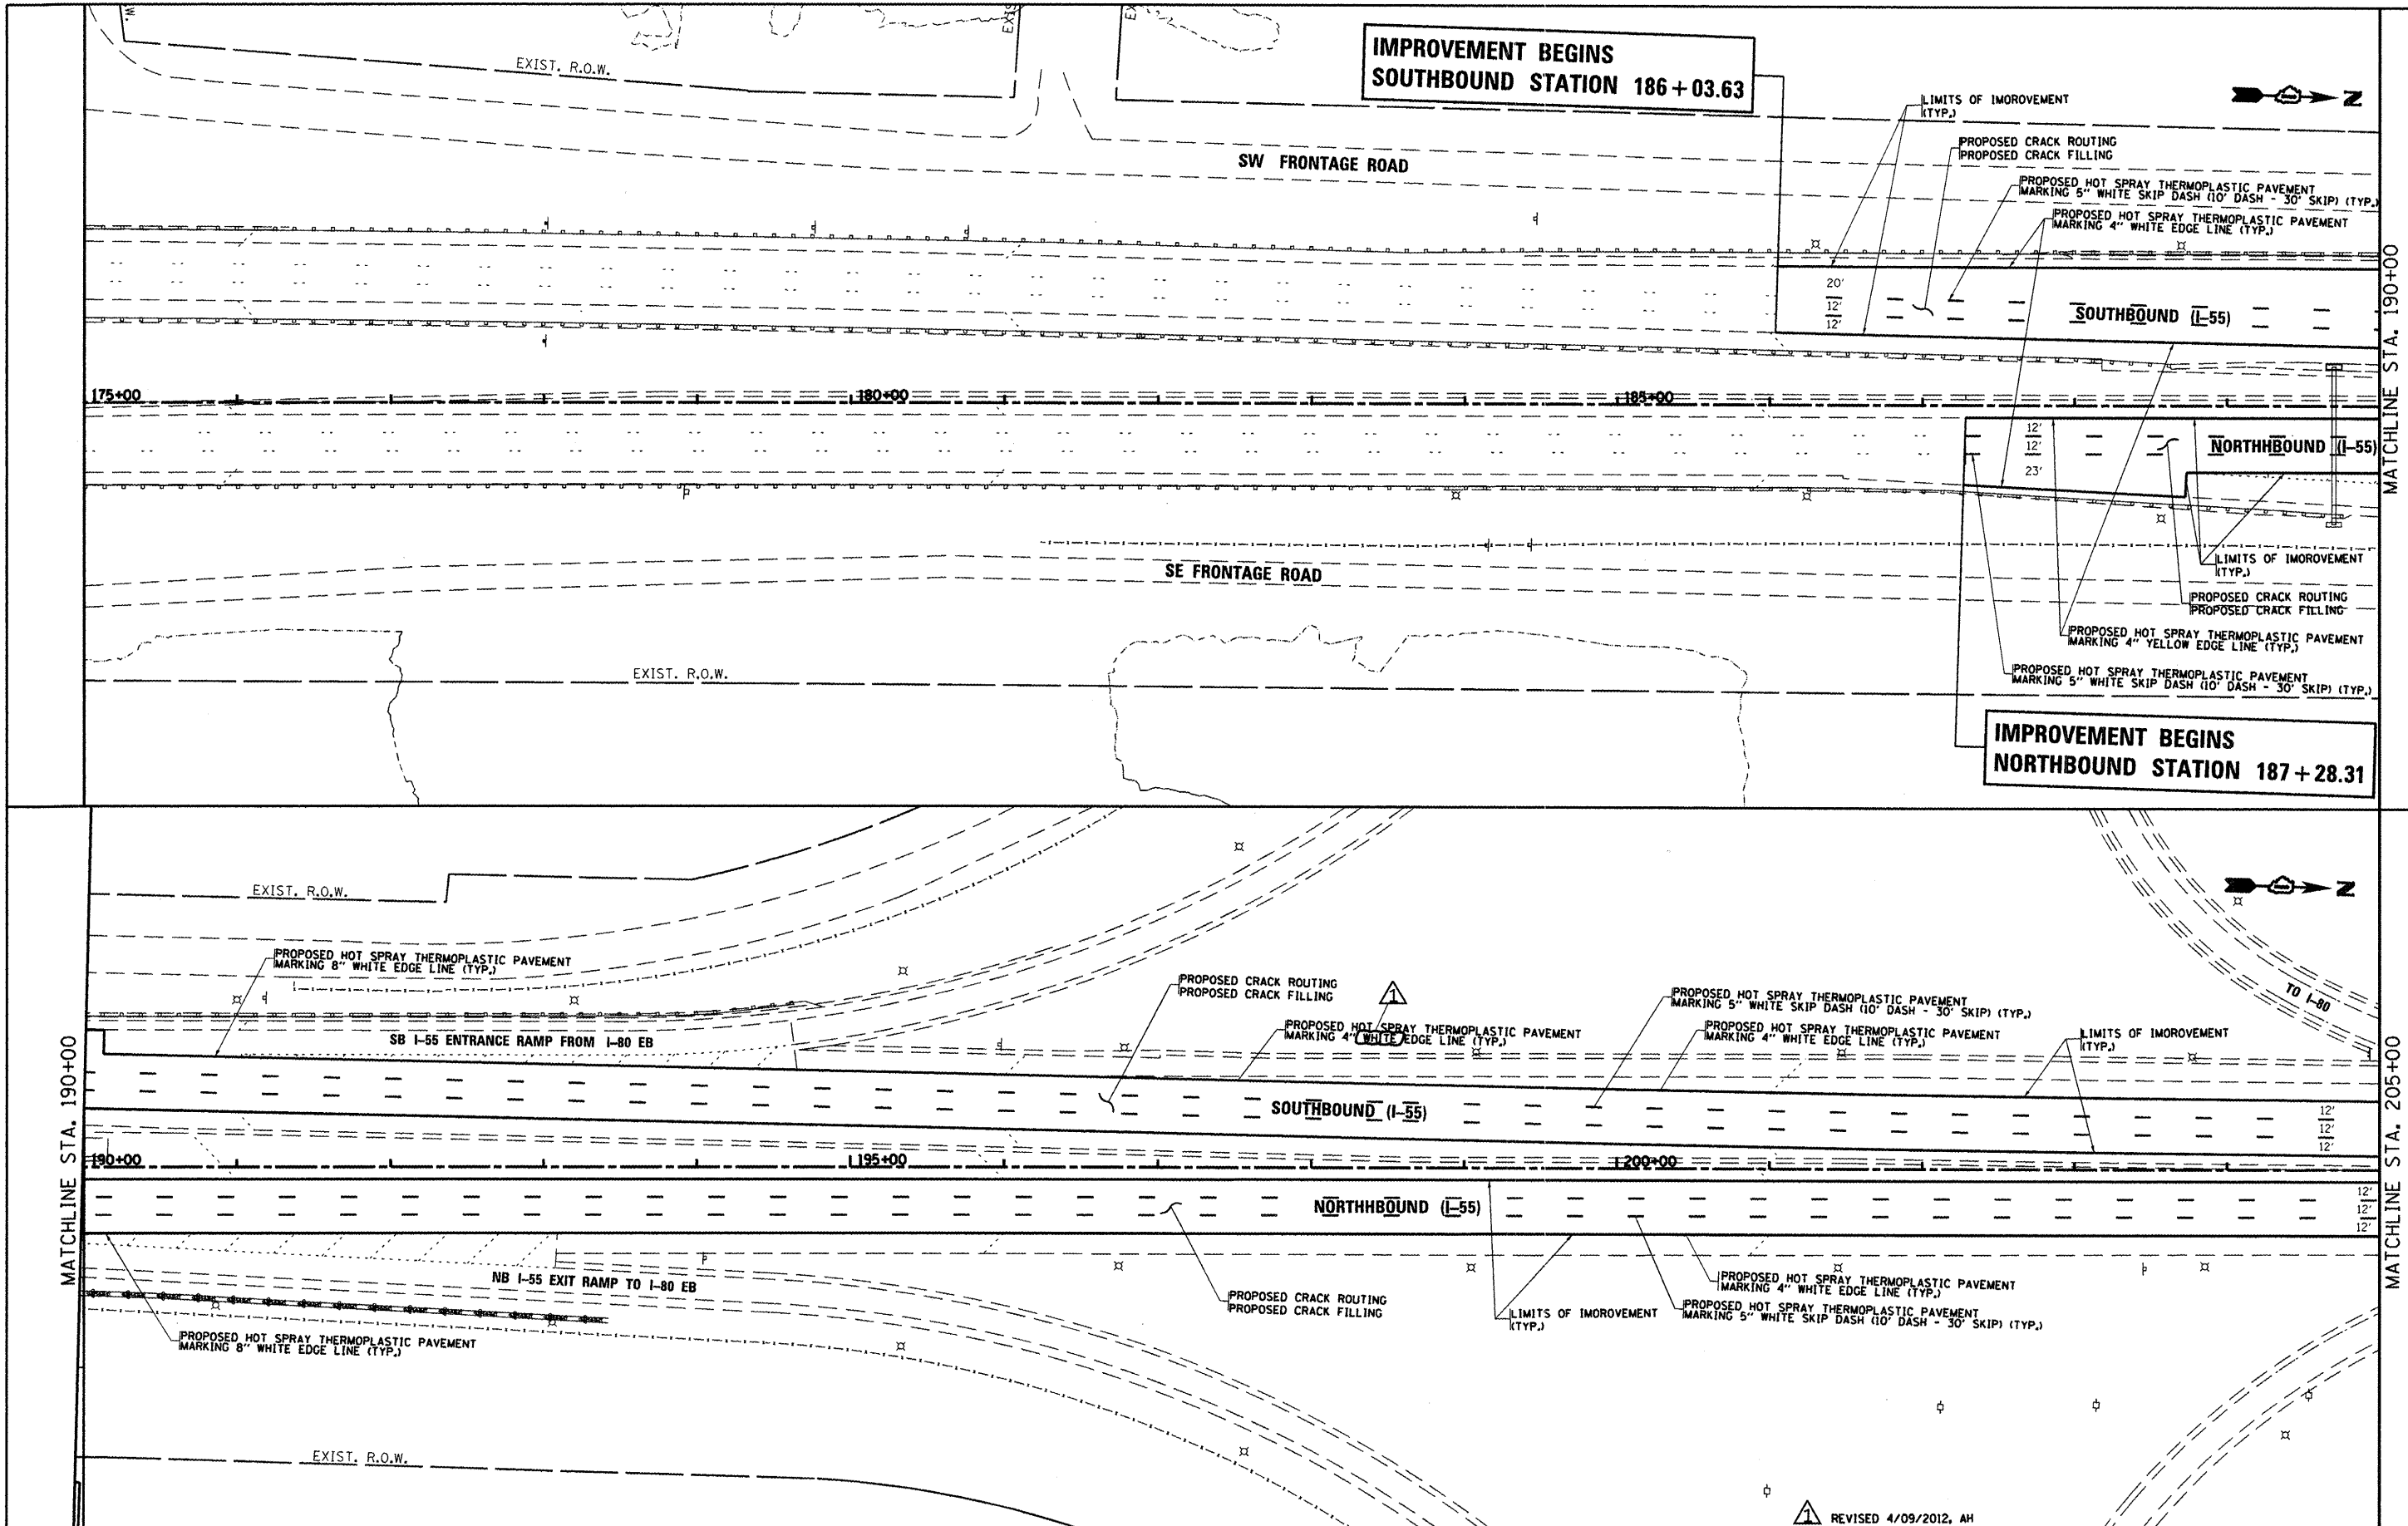 EXIST. R.O.W.
IMPROVEMENT BEGINS
SOUTHBOUND STATION 186+03.63
LIMITS OF IMOROVEMENT
(TYP.)
N
PROPOSED CRACK ROUTING
PROPOSED CRACK FILLING
SW FRONTAGE ROAD
PROPOSED HOT SPRAY THERMOPLASTIC PAVEMENT
MARKING 5" WHITE SKIP DASH (10' DASH - 30' SKIP) (TYP.)
PROPOSED HOT SPRAY THERMOPLASTIC PAVEMENT
MARKING 4" WHITE EDGE LINE (TYP.)
20'
12'
12'
SOUTHBOUND (I-55)
MATCHLINE STA. 190+00
175+00
180+00
185+00
12'
12'
23'
NORTHHBOUND (I-55)
SE FRONTAGE ROAD
LIMITS OF IMOROVEMENT
(TYP.)
PROPOSED CRACK ROUTING
PROPOSED CRACK FILLING
PROPOSED HOT SPRAY THERMOPLASTIC PAVEMENT
MARKING 4" YELLOW EDGE LINE (TYP.)
EXIST. R.O.W.
PROPOSED HOT SPRAY THERMOPLASTIC PAVEMENT
MARKING 5" WHITE SKIP DASH (10' DASH - 30' SKIP) (TYP.)
IMPROVEMENT BEGINS
NORTHBOUND STATION 187+28.31
EXIST. R.O.W.
N
PROPOSED HOT SPRAY THERMOPLASTIC PAVEMENT
MARKING 8" WHITE EDGE LINE (TYP.)
PROPOSED CRACK ROUTING
PROPOSED CRACK FILLING
1
PROPOSED HOT SPRAY THERMOPLASTIC PAVEMENT
MARKING 5" WHITE SKIP DASH (10' DASH - 30' SKIP) (TYP.)
TO I-80
SB I-55 ENTRANCE RAMP FROM I-80 EB
PROPOSED HOT SPRAY THERMOPLASTIC PAVEMENT
MARKING 4" WHITE EDGE LINE (TYP.)
PROPOSED HOT SPRAY THERMOPLASTIC PAVEMENT
MARKING 4" WHITE EDGE LINE (TYP.)
LIMITS OF IMOROVEMENT
(TYP.)
MATCHLINE STA. 190+00
SOUTHBOUND (I-55)
12'
12'
12'
MATCHLINE STA. 205+00
190+00
195+00
200+00
NORTHHBOUND (I-55)
12'
12'
12'
NB I-55 EXIT RAMP TO I-80 EB
PROPOSED HOT SPRAY THERMOPLASTIC PAVEMENT
MARKING 8" WHITE EDGE LINE (TYP.)
PROPOSED CRACK ROUTING
PROPOSED CRACK FILLING
LIMITS OF IMOROVEMENT
(TYP.)
PROPOSED HOT SPRAY THERMOPLASTIC PAVEMENT
MARKING 4" WHITE EDGE LINE (TYP.)
PROPOSED HOT SPRAY THERMOPLASTIC PAVEMENT
MARKING 5" WHITE SKIP DASH (10' DASH - 30' SKIP) (TYP.)
EXIST. R.O.W.
1 REVISED 4/09/2012, AH